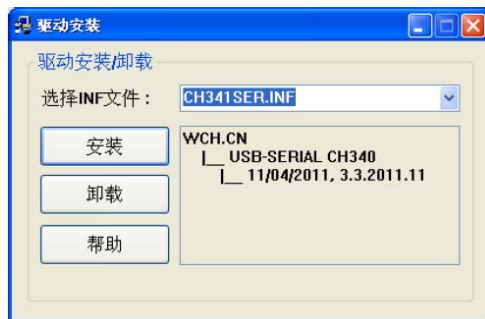 驱动安装
驱动安装/卸载
选择INF文件：
CH341SER.INF
安装
WCH.CN
|__ USB-SERIAL CH340
|__ 11/04/2011, 3.3.2011.11
卸载
帮助